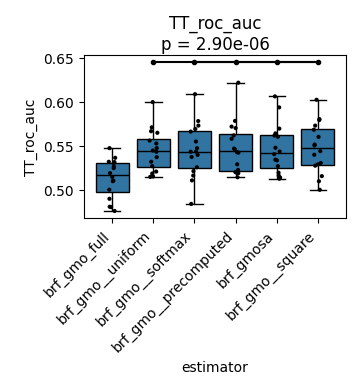 TT_roc_auc
p = 2.90e-06
0.65
0.60
0.55
0.50
TT_roc_auc
brf_gmo_full
brf_gmo__uniform
brf_gmo__softmax
brf_gmo__precomputed
brf_gmosa
brf_gmo__square
estimator